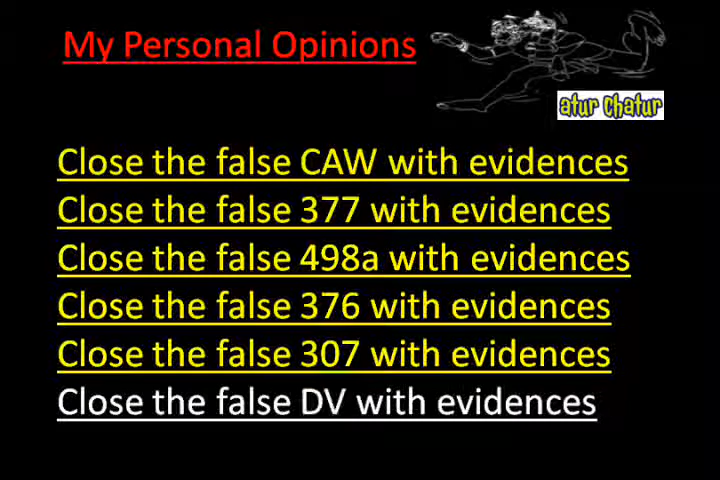 My Personal Opinions
atur chatur
Close the false CAW with evidences
Close the false 377 with evidences
Close the false 498a with evidences
Close the false 376 with evidences
Close the false 307 with evidences
Close the false DV with evidences